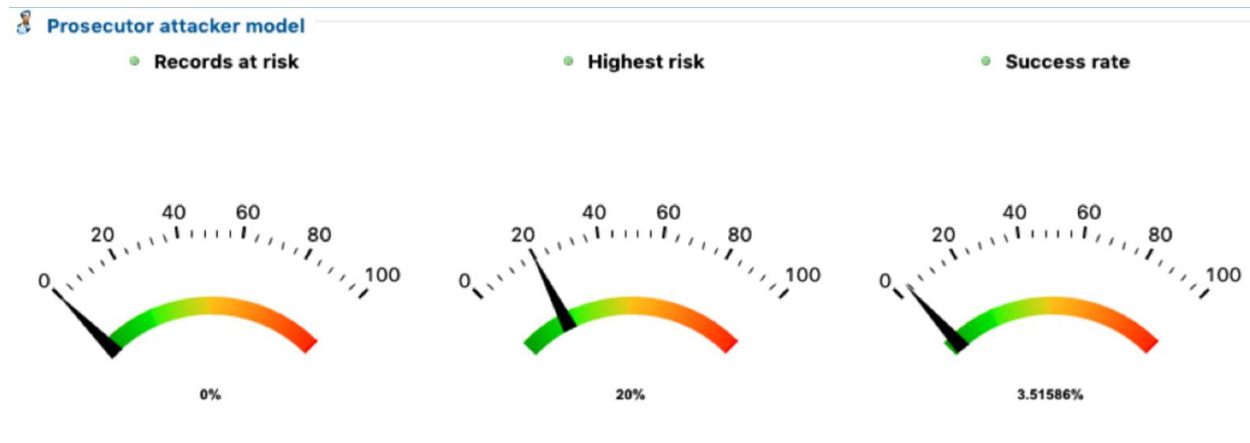 Prosecutor attacker model
Records at risk
Highest risk
Success rate
0 20 40 60 80 100
0 20 40 60 80 100
0 20 40 60 80 100
0%
20%
3.51586%